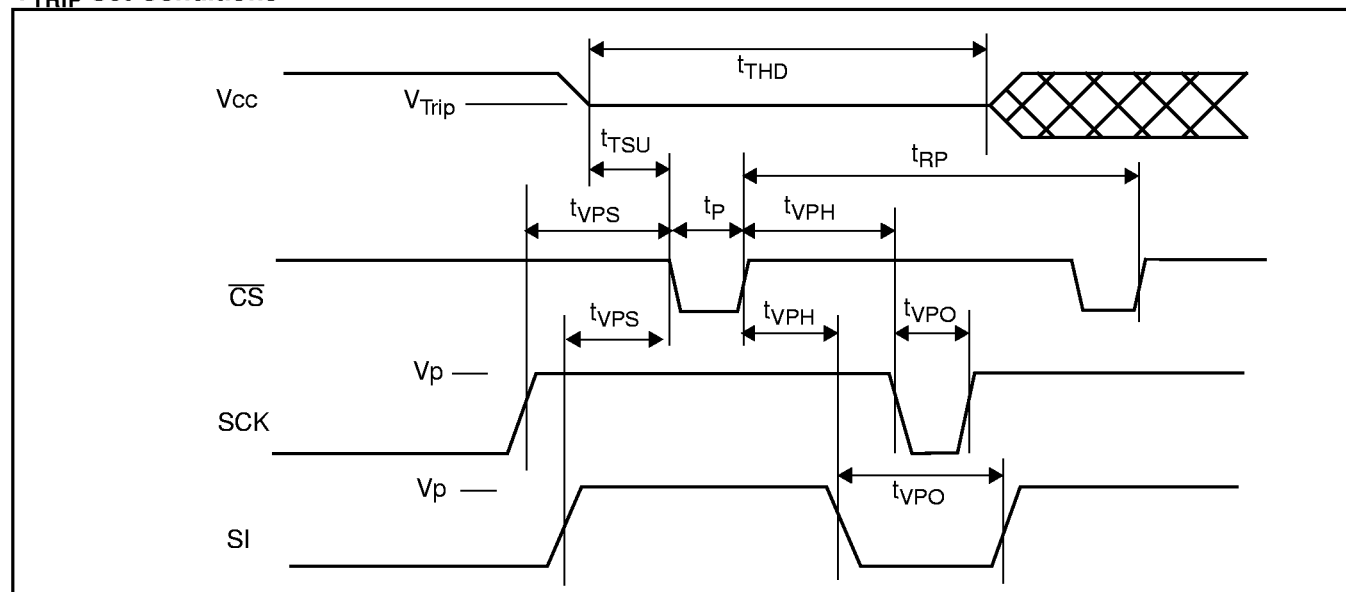 VTRIP Set Conditions
tTHD
Vcc
VTrip
tTSU
tRP
tVPS
tP
tVPH
CS
tVPS
tVPH
tVPO
Vp
SCK
Vp
tVPO
SI